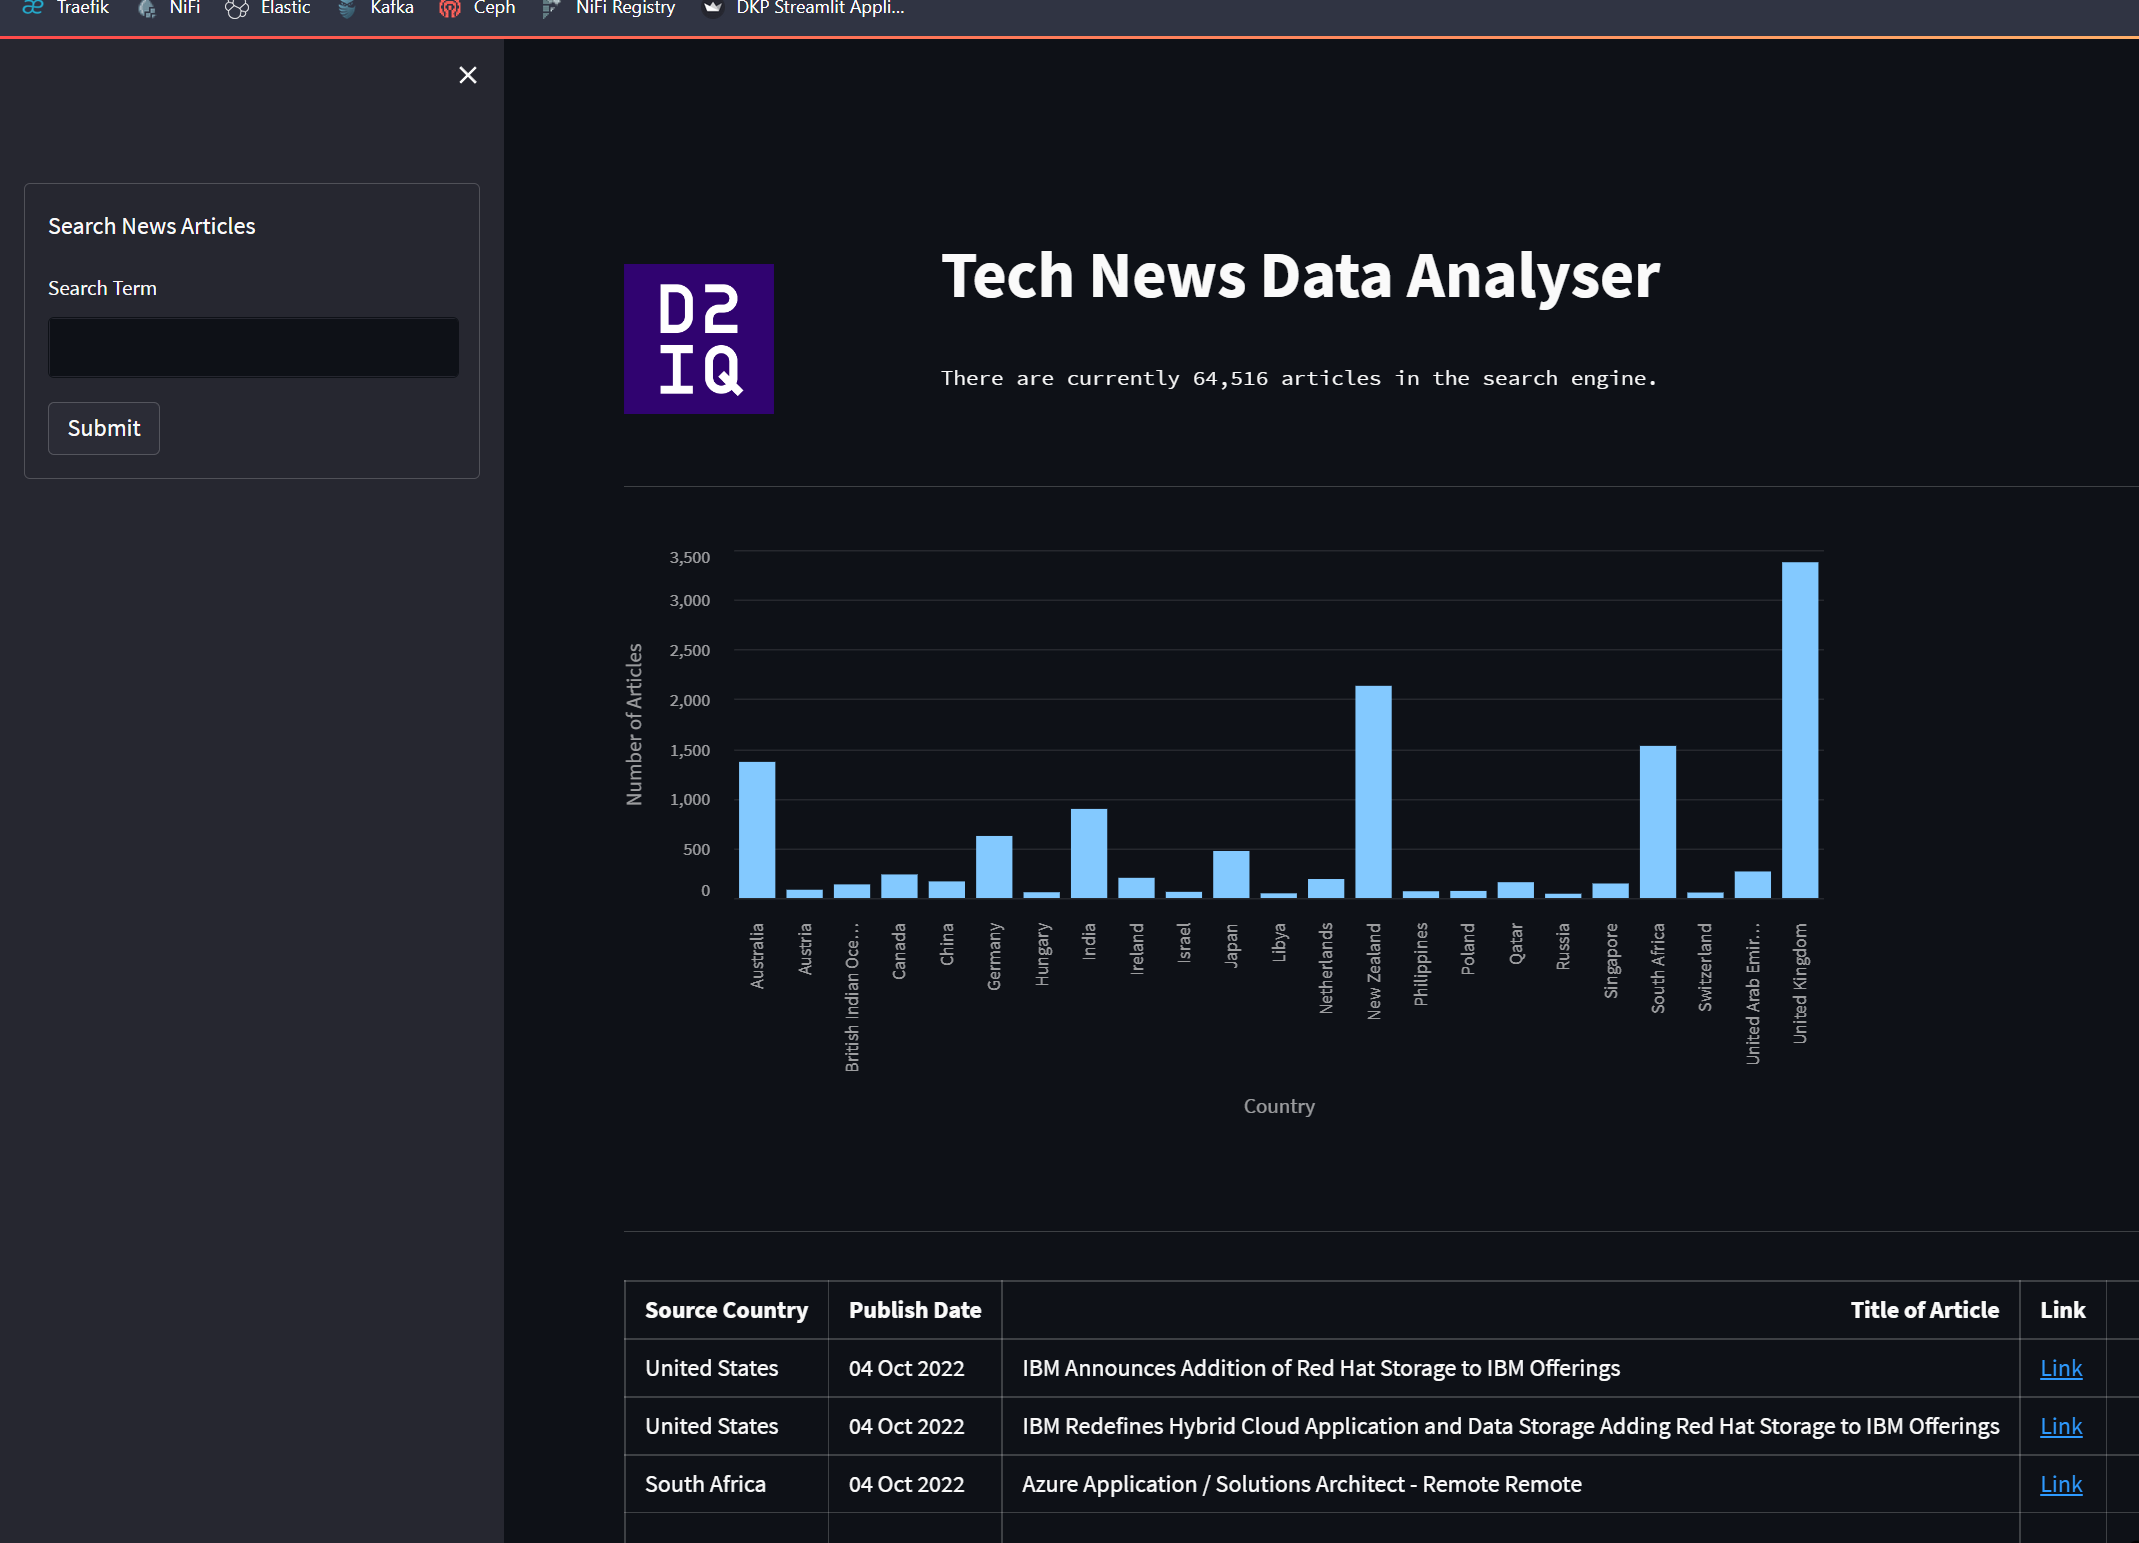 Traefik NiFi Elastic Kafka Ceph NiFi Registry DKP Streamlit Appli...
Search News Articles
Search Term
Submit
D2
IQ
Tech News Data Analyser
There are currently 64,516 articles in the search engine.
Number of Articles
3,500
3,000
2,500
2,000
1,500
1,000
500
0
Australia
Austria
British Indian Oce…
Canada
China
Germany
Hungary
India
Ireland
Israel
Japan
Libya
Netherlands
New Zealand
Philippines
Poland
Qatar
Russia
Singapore
South Africa
Switzerland
United Arab Emir…
United Kingdom
Country
Source Country Publish Date Title of Article Link
United States 04 Oct 2022 IBM Announces Addition of Red Hat Storage to IBM Offerings Link
United States 04 Oct 2022 IBM Redefines Hybrid Cloud Application and Data Storage Adding Red Hat Storage to IBM Offerings Link
South Africa 04 Oct 2022 Azure Application / Solutions Architect - Remote Remote Link